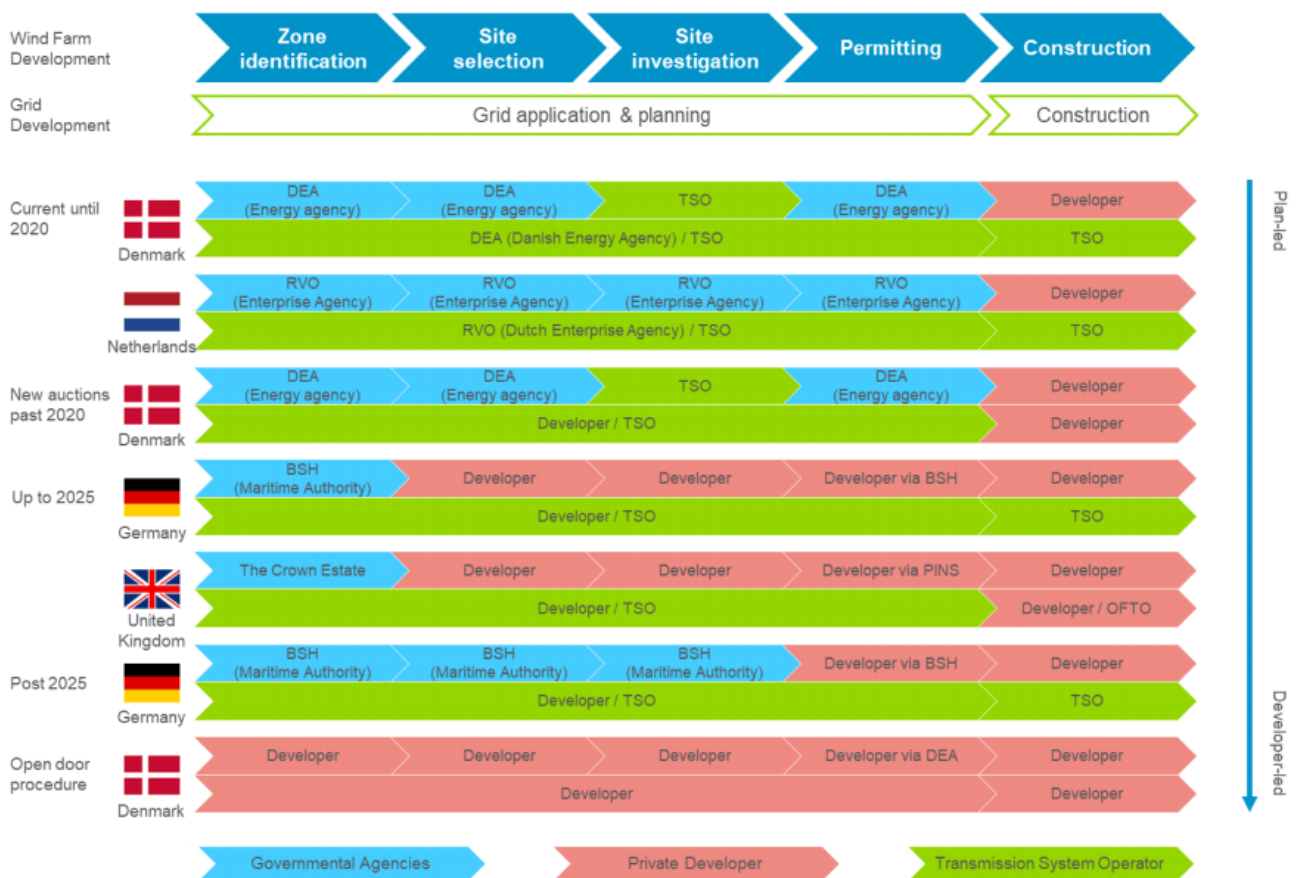 Wind Farm
Development
Zone
identification
Site
selection
Site
investigation
Permitting
Construction
Grid
Development
Grid application & planning
Construction
Current until
2020
Denmark
DEA
(Energy agency)
DEA
(Energy agency)
TSO
DEA
(Energy agency)
Developer
DEA (Danish Energy Agency) / TSO
TSO
Netherlands
RVO
(Enterprise Agency)
RVO
(Enterprise Agency)
RVO
(Enterprise Agency)
RVO
(Enterprise Agency)
Developer
RVO (Dutch Enterprise Agency) / TSO
TSO
New auctions
past 2020
Denmark
DEA
(Energy agency)
DEA
(Energy agency)
TSO
DEA
(Energy agency)
Developer
Developer / TSO
Developer
Up to 2025
Germany
BSH
(Maritime Authority)
Developer
Developer
Developer via BSH
Developer
Developer / TSO
TSO
United
Kingdom
The Crown Estate
Developer
Developer
Developer via PINS
Developer
Developer / TSO
Developer / OFTO
Post 2025
Germany
BSH
(Maritime Authority)
BSH
(Maritime Authority)
BSH
(Maritime Authority)
Developer via BSH
Developer
Developer / TSO
TSO
Open door
procedure
Denmark
Developer
Developer
Developer
Developer via DEA
Developer
Developer
Developer
Plan-led
Developer-led
Governmental Agencies
Private Developer
Transmission System Operator